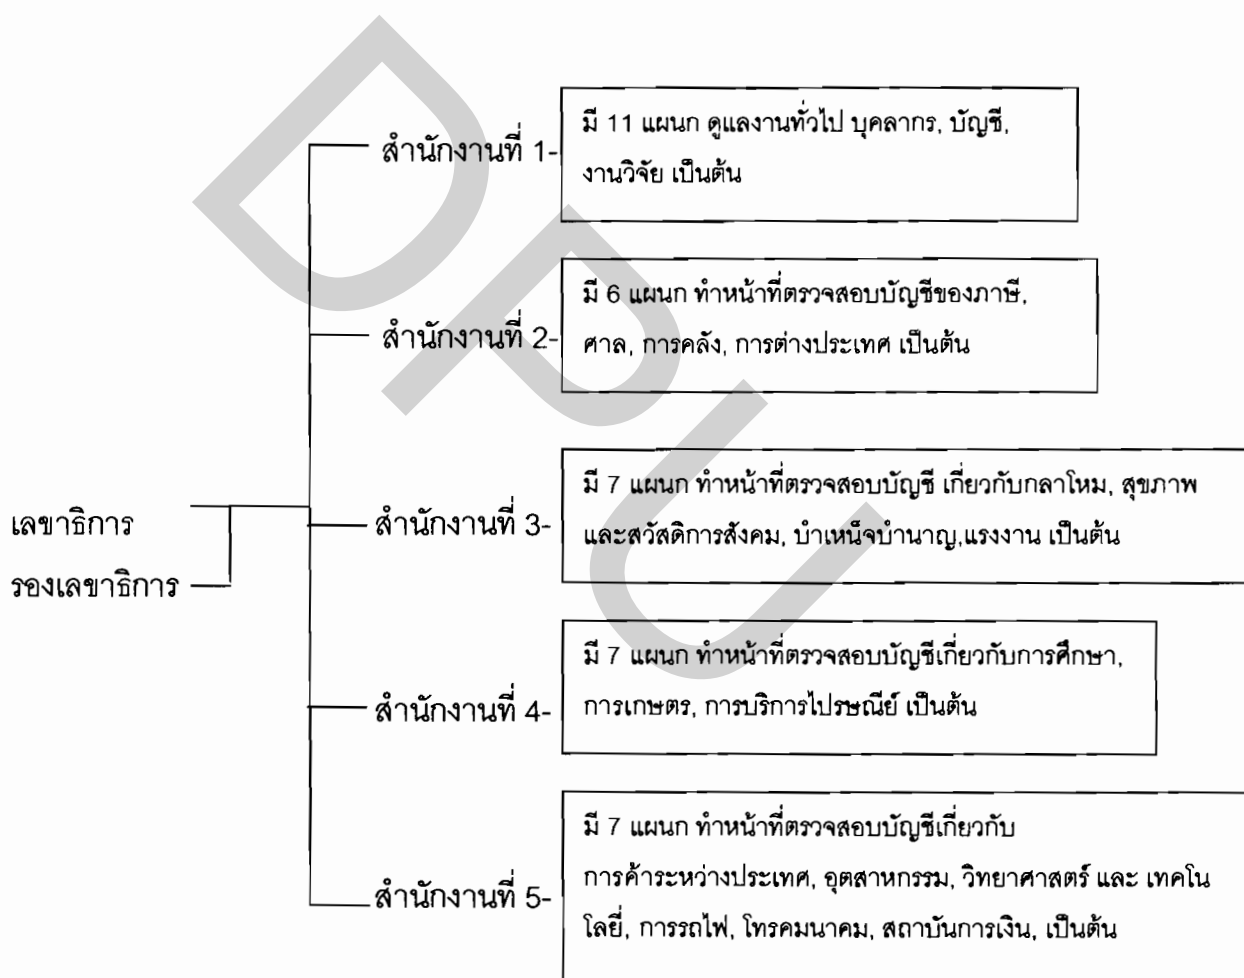 สำนักงานที่ 1-
มี 11 แผนก ดูแลงานทั่วไป บุคลากร, บัญชี,
งานวิจัย เป็นต้น
สำนักงานที่ 2-
มี 6 แผนก ทำหน้าที่ตรวจสอบบัญชีของภาษี,
ศาล, การคลัง, การต่างประเทศ เป็นต้น
เลขาธิการ
รองเลขาธิการ
สำนักงานที่ 3-
มี 7 แผนก ทำหน้าที่ตรวจสอบบัญชี เกี่ยวกับกลาโหม, สุขภาพ
และสวัสดิการสังคม, บำเหน็จบำนาญ,แรงงาน เป็นต้น
สำนักงานที่ 4-
มี 7 แผนก ทำหน้าที่ตรวจสอบบัญชีเกี่ยวกับการศึกษา,
การเกษตร, การบริการไปรษณีย์ เป็นต้น
สำนักงานที่ 5-
มี 7 แผนก ทำหน้าที่ตรวจสอบบัญชีเกี่ยวกับ
การค้าระหว่างประเทศ, อุตสาหกรรม, วิทยาศาสตร์ และ เทคโน
โลยี่, การรถไฟ, โทรคมนาคม, สถาบันการเงิน, เป็นต้น
DPU